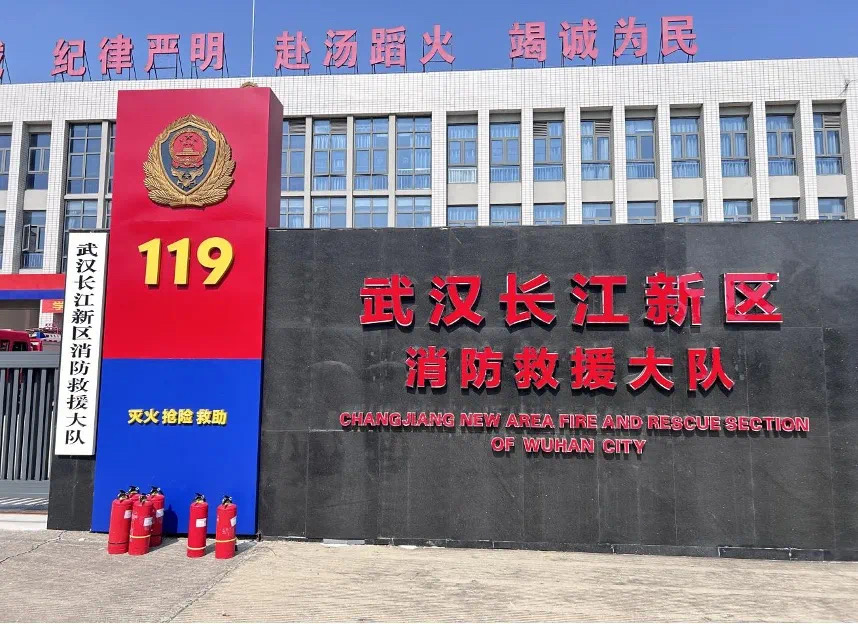 纪律严明 赴汤蹈火 竭诚为民
119
灭火 抢险 救助
武汉长江新区消防救援大队
武汉长江新区
消防救援大队
CHANGJIANG NEW AREA FIRE AND RESCUE SECTION
OF WUHAN CITY